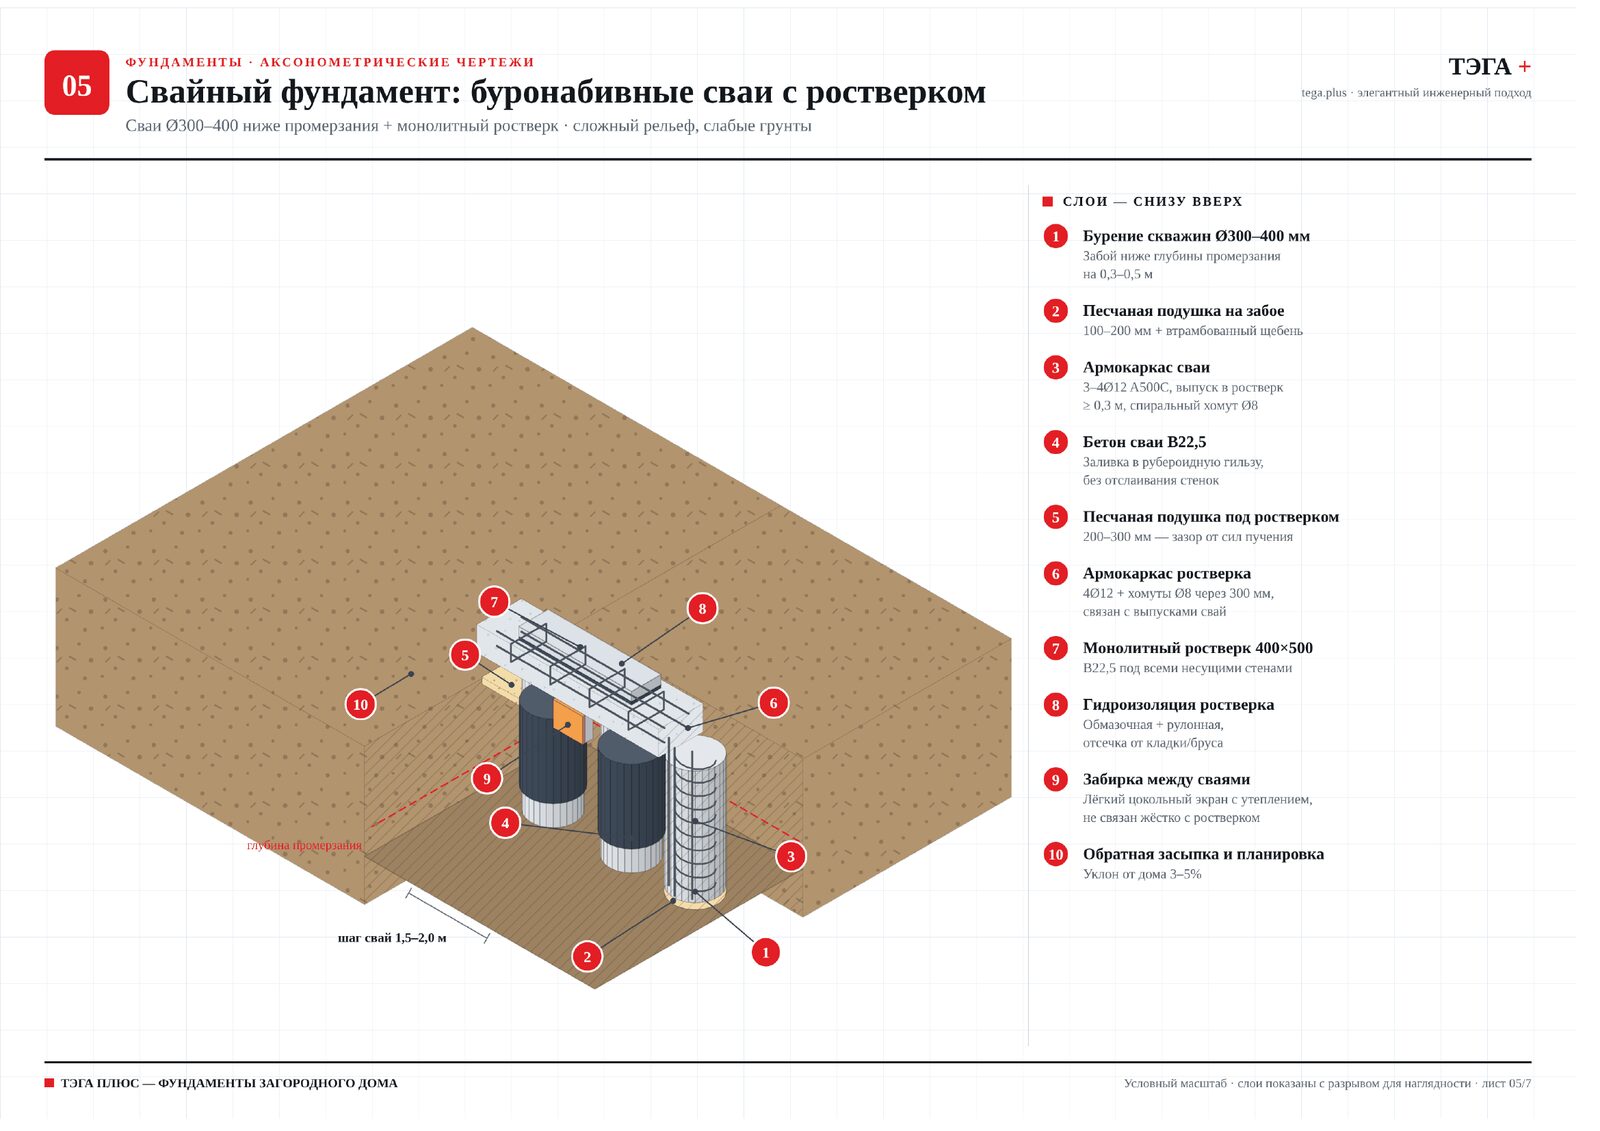 05
ФУНДАМЕНТЫ · АКСОНОМЕТРИЧЕСКИЕ ЧЕРТЕЖИ
Свайный фундамент: буронабивные сваи с ростверком
Сваи Ø300–400 ниже промерзания + монолитный ростверк · сложный рельеф, слабые грунты
ТЭГА +
tega.plus · элегантный инженерный подход
7
8
5
10
6
9
4
3
глубина промерзания
шаг свай 1,5–2,0 м
2
1
СЛОИ — СНИЗУ ВВЕРХ
1 Бурение скважин Ø300–400 мм
Забой ниже глубины промерзания
на 0,3–0,5 м
2 Песчаная подушка на забое
100–200 мм + втрамбованный щебень
3 Армокаркас сваи
3–4Ø12 А500С, выпуск в ростверк
≥ 0,3 м, спиральный хомут Ø8
4 Бетон сваи В22,5
Заливка в рубероидную гильзу,
без отслаивания стенок
5 Песчаная подушка под ростверком
200–300 мм — зазор от сил пучения
6 Армокаркас ростверка
4Ø12 + хомуты Ø8 через 300 мм,
связан с выпусками свай
7 Монолитный ростверк 400×500
В22,5 под всеми несущими стенами
8 Гидроизоляция ростверка
Обмазочная + рулонная,
отсечка от кладки/бруса
9 Забирка между сваями
Лёгкий цокольный экран с утеплением,
не связан жёстко с ростверком
10 Обратная засыпка и планировка
Уклон от дома 3–5%
ТЭГА ПЛЮС — ФУНДАМЕНТЫ ЗАГОРОДНОГО ДОМА
Условный масштаб · слои показаны с разрывом для наглядности · лист 05/7